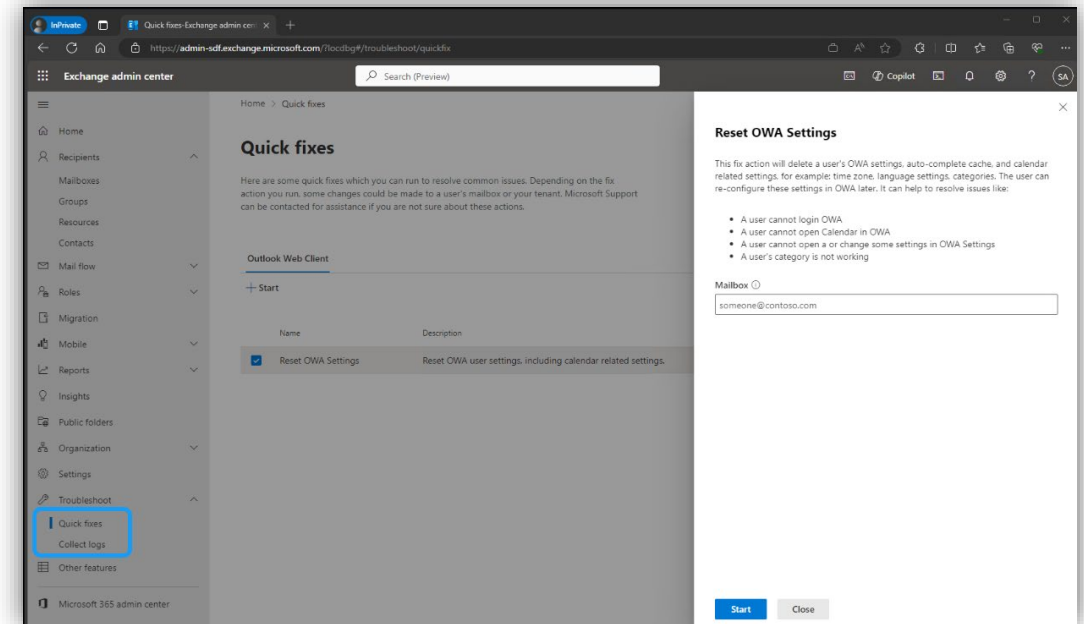 InPrivate
Quick fixes-Exchange admin cen
https://admin-sdf.exchange.microsoft.com/?locdbg#/troubleshoot/quickfix
Exchange admin center
Search (Preview)
Copilot
SA
Home
Recipients
Mailboxes
Groups
Resources
Contacts
Mail flow
Roles
Migration
Mobile
Reports
Insights
Public folders
Organization
Settings
Troubleshoot
Quick fixes
Collect logs
Other features
Microsoft 365 admin center
Home > Quick fixes
Quick fixes
Here are some quick fixes which you can run to resolve common issues. Depending on the fix
action you run, some changes could be made to a user's mailbox or your tenant. Microsoft Support
can be contacted for assistance if you are not sure about these actions.
Outlook Web Client
Start
Name Description
Reset OWA Settings Reset OWA user settings, including calendar related settings.
Reset OWA Settings
This fix action will delete a user's OWA settings, auto-complete cache, and calendar
related settings, for example: time zone, language settings, categories. The user can
re-configure these settings in OWA later. It can help to resolve issues like:
• A user cannot login OWA
• A user cannot open Calendar in OWA
• A user cannot open a or change some settings in OWA Settings
• A user's category is not working
Mailbox
someone@contoso.com
Start
Close